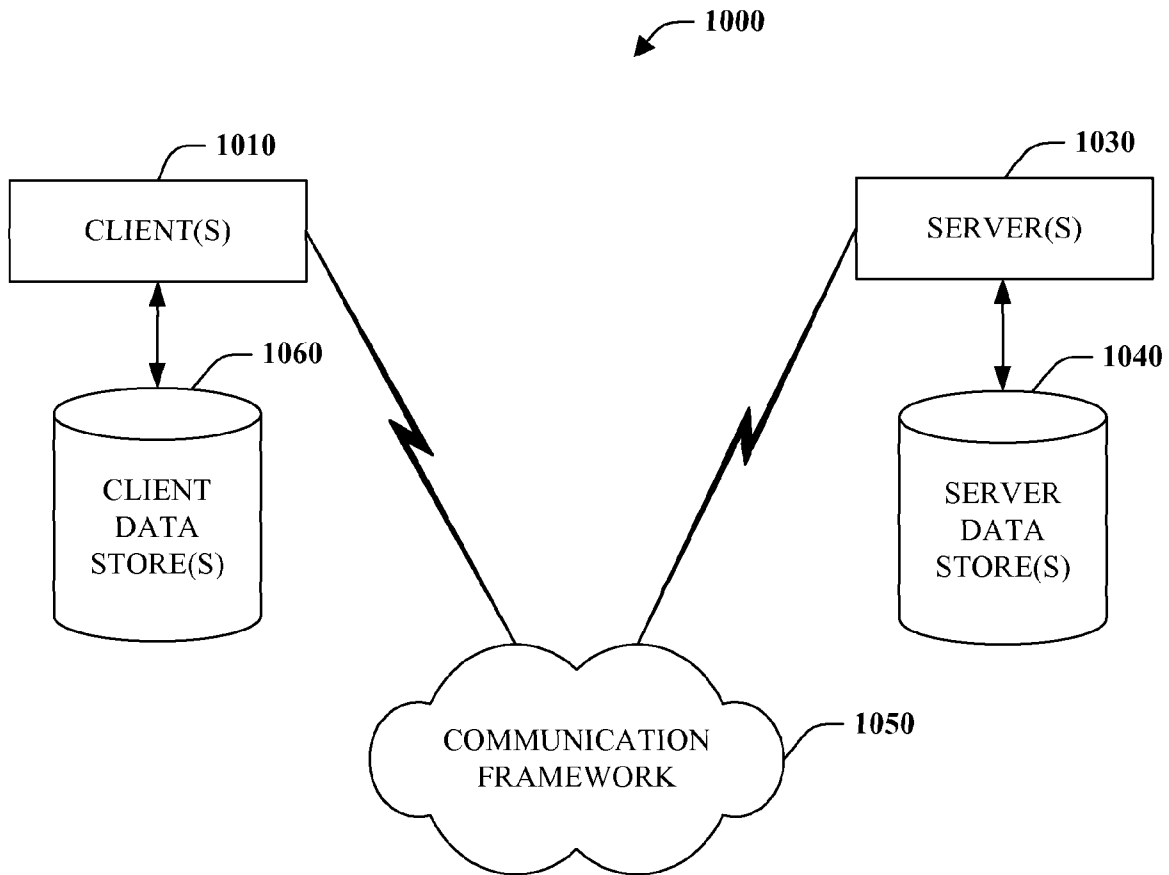 1000
1010
1030
CLIENT(S)
SERVER(S)
1060
1040
CLIENT
DATA
STORE(S)
SERVER
DATA
STORE(S)
COMMUNICATION
FRAMEWORK
1050